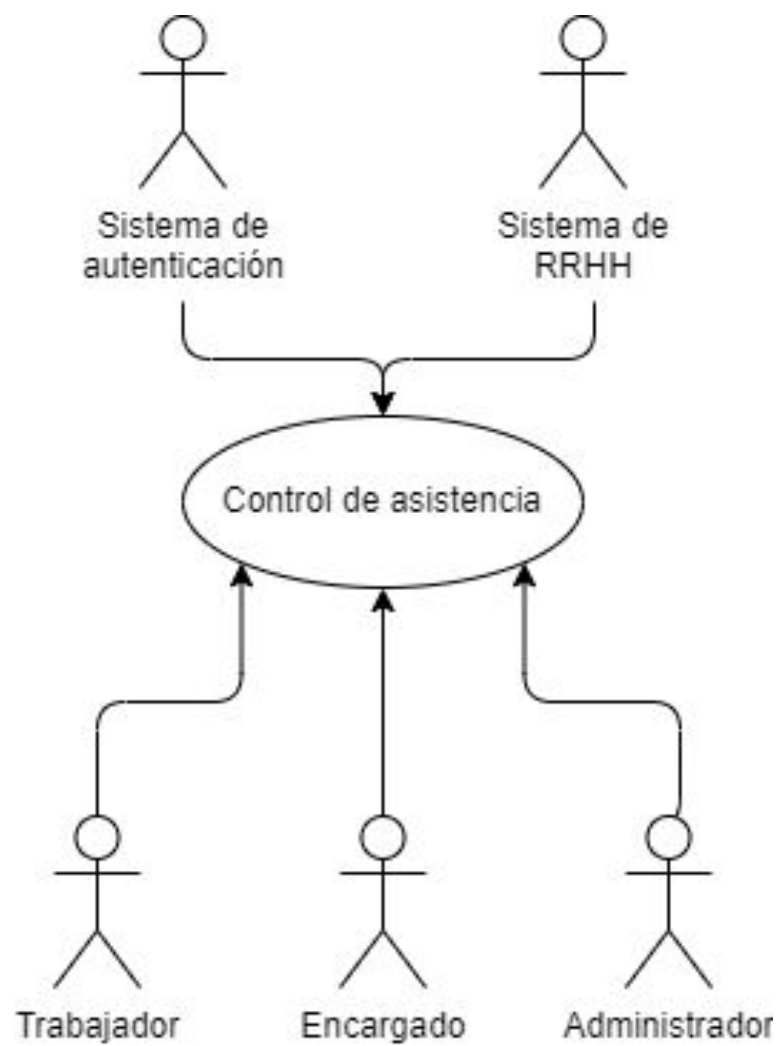 Sistema de
autenticación
Sistema de
RRHH
Control de asistencia
Trabajador
Encargado
Administrador